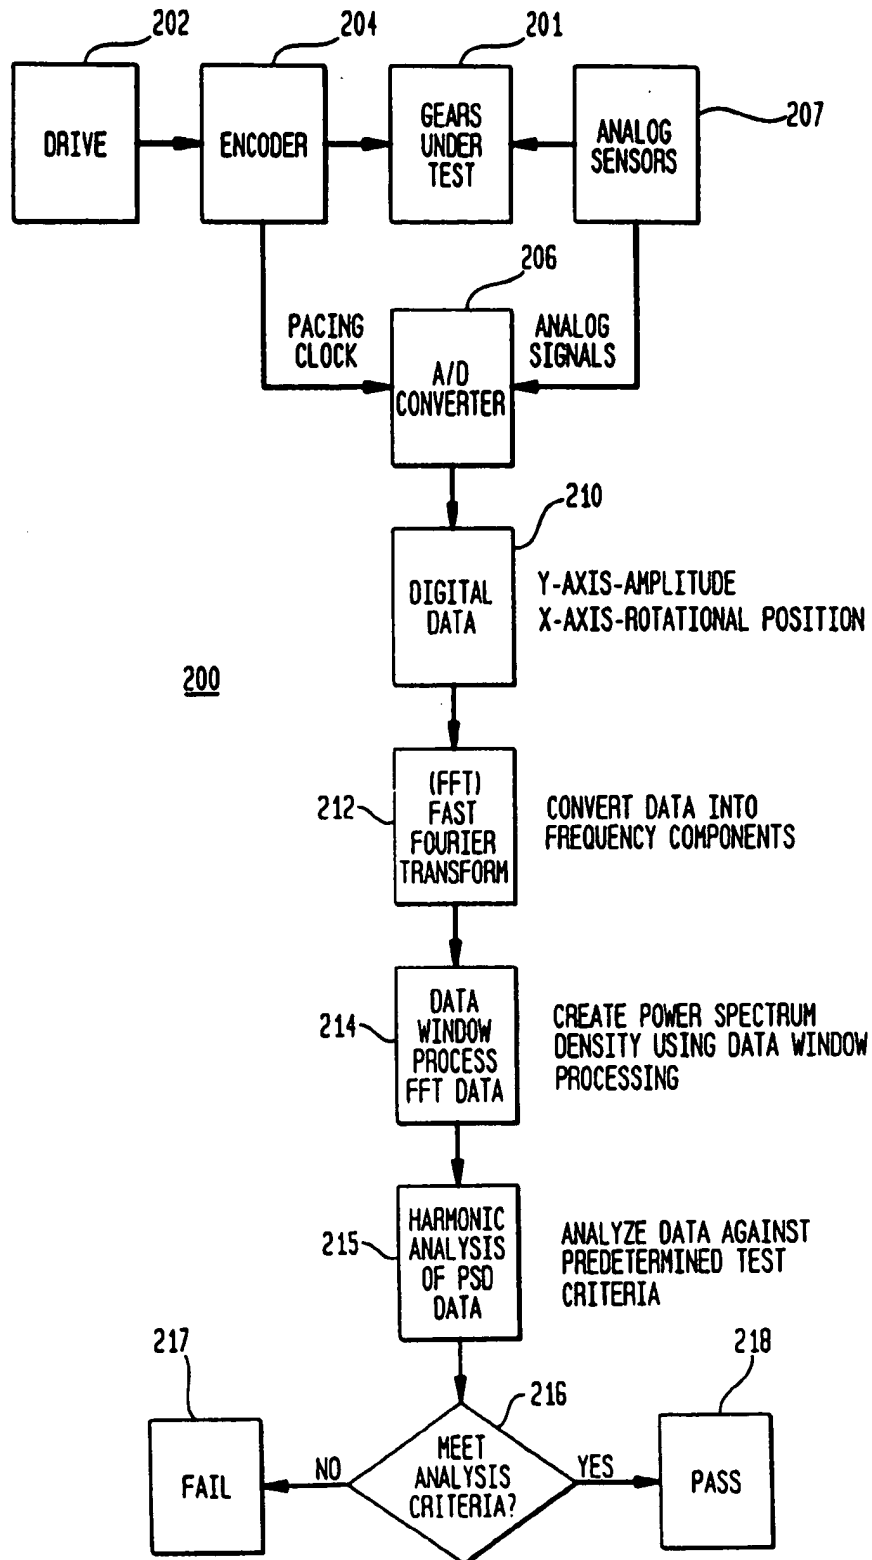 202
204
201
207
DRIVE
ENCODER
GEARS
UNDER
TEST
ANALOG
SENSORS
206
PACING
CLOCK
ANALOG
SIGNALS
A/D
CONVERTER
210
DIGITAL
DATA
Y-AXIS-AMPLITUDE
X-AXIS-ROTATIONAL POSITION
200
212
(FFT)
FAST
FOURIER
TRANSFORM
CONVERT DATA INTO
FREQUENCY COMPONENTS
214
DATA
WINDOW
PROCESS
FFT DATA
CREATE POWER SPECTRUM
DENSITY USING DATA WINDOW
PROCESSING
215
HARMONIC
ANALYSIS
OF PSD
DATA
ANALYZE DATA AGAINST
PREDETERMINED TEST
CRITERIA
217
216
218
FAIL
NO
MEET
ANALYSIS
CRITERIA?
YES
PASS